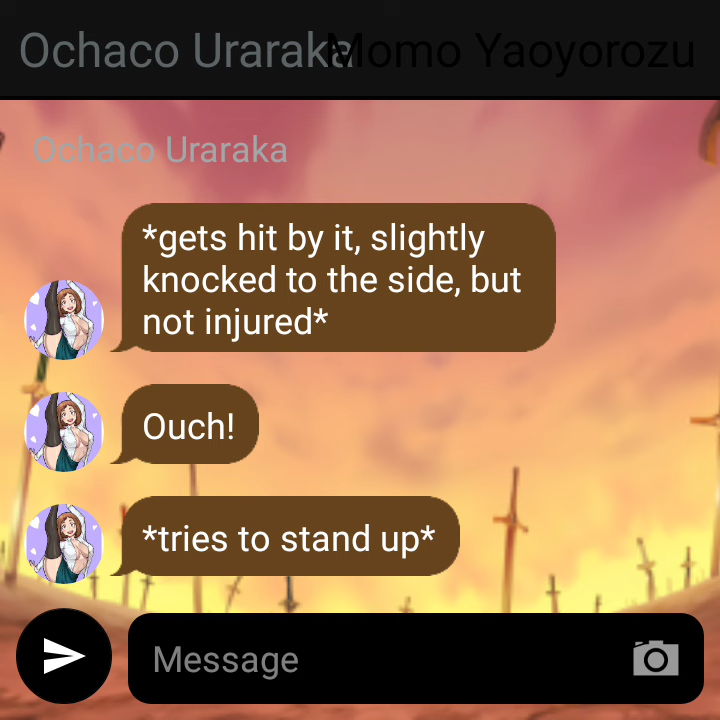 Ochaco Uraraka Momo Yaoyorozu
Ochaco Uraraka
*gets hit by it, slightly
knocked to the side, but
not injured*
Ouch!
*tries to stand up*
Message